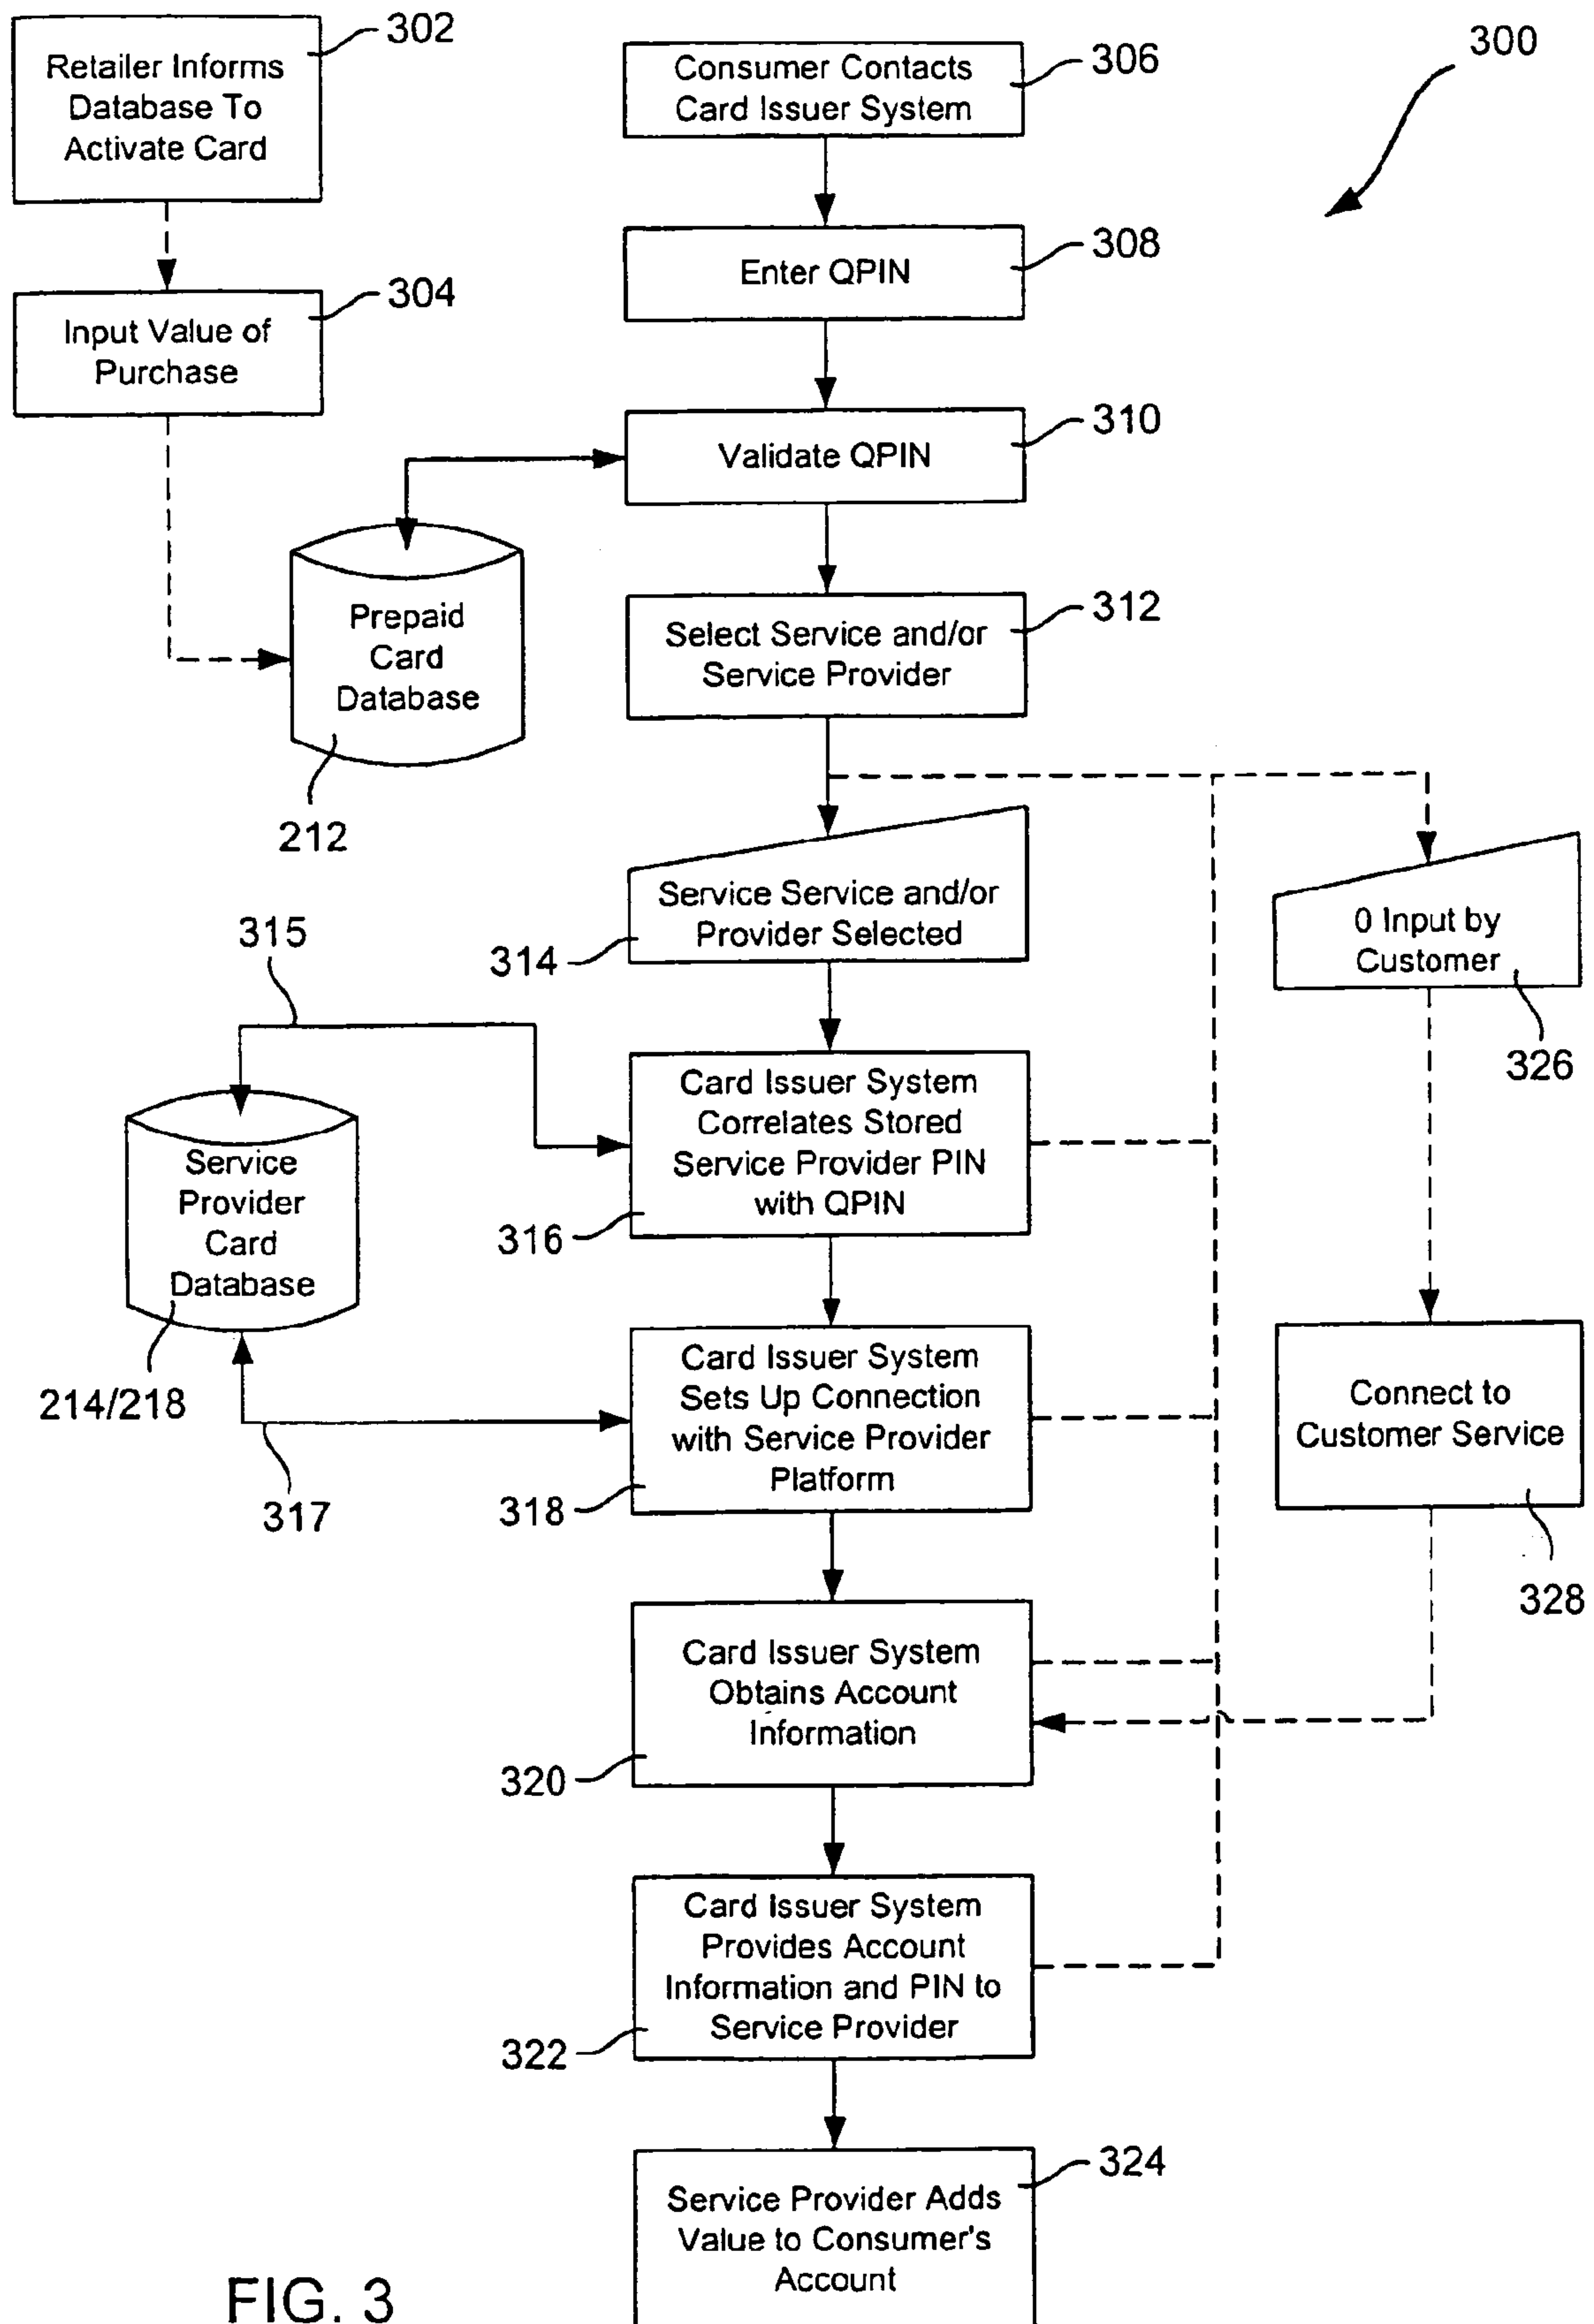 302
Retailer Informs
Database To
Activate Card
304
Input Value of
Purchase
300
306
Consumer Contacts
Card Issuer System
308
Enter QPIN
310
Validate QPIN
Prepaid
Card
Database
212
312
Select Service and/or
Service Provider
Service Service and/or
Provider Selected
314
0 Input by
Customer
326
315
Service
Provider
Card
Database
214/218
317
Card Issuer System
Correlates Stored
Service Provider PIN
with QPIN
316
Card Issuer System
Sets Up Connection
with Service Provider
Platform
318
Connect to
Customer Service
328
Card Issuer System
Obtains Account
Information
320
Card Issuer System
Provides Account
Information and PIN to
Service Provider
322
324
Service Provider Adds
Value to Consumer's
Account
FIG. 3